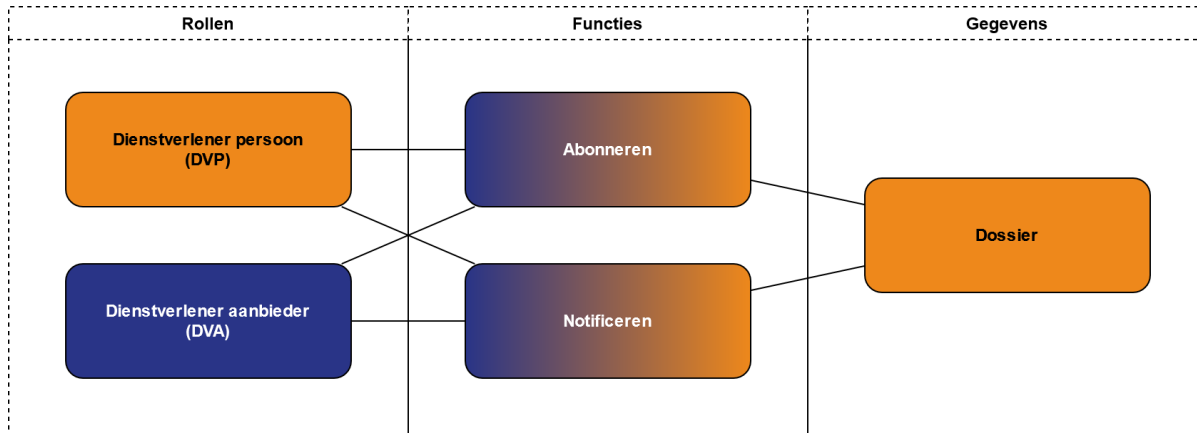 Rollen
Functies
Gegevens
Dienstverlener persoon
(DVP)
Abonneren
Dossier
Dienstverlener aanbieder
(DVA)
Notificeren